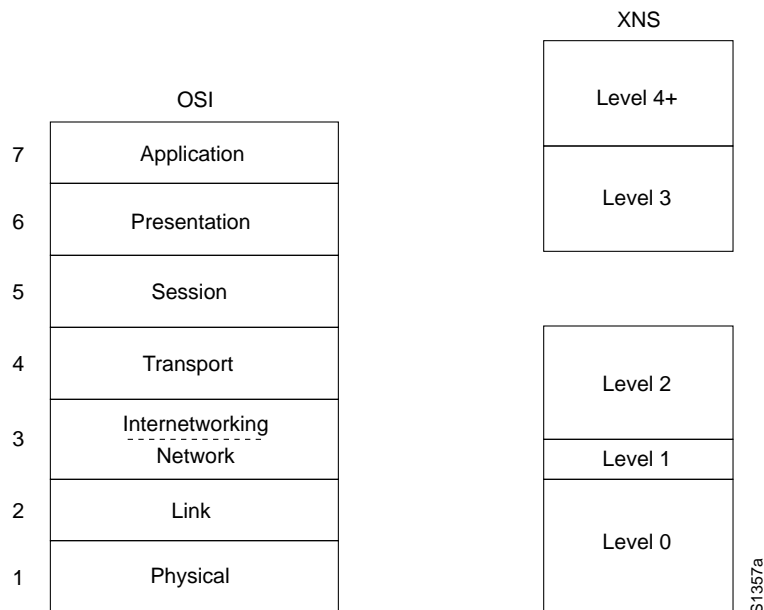 XNS
Level 4+
OSI
7 Application
Level 3
6 Presentation
5 Session
4 Transport
Level 2
Internetworking
3
Network
Level 1
2 Link
Level 0
1 Physical
S1357a